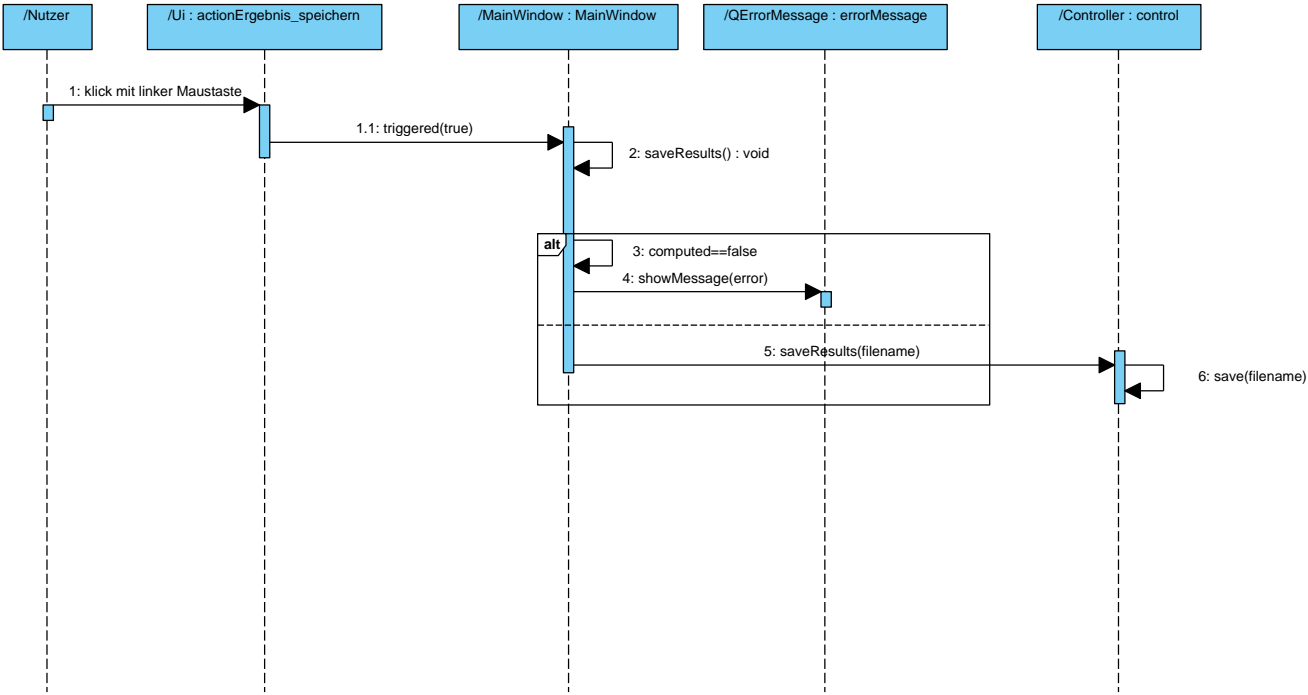 /Nutzer
/Ui : actionErgebnis_speichern
/MainWindow : MainWindow
/QErrorMessage : errorMessage
/Controller : control
1: klick mit linker Maustaste
1.1: triggered(true)
2: saveResults() : void
alt
3: computed==false
4: showMessage(error)
5: saveResults(filename)
6: save(filename)